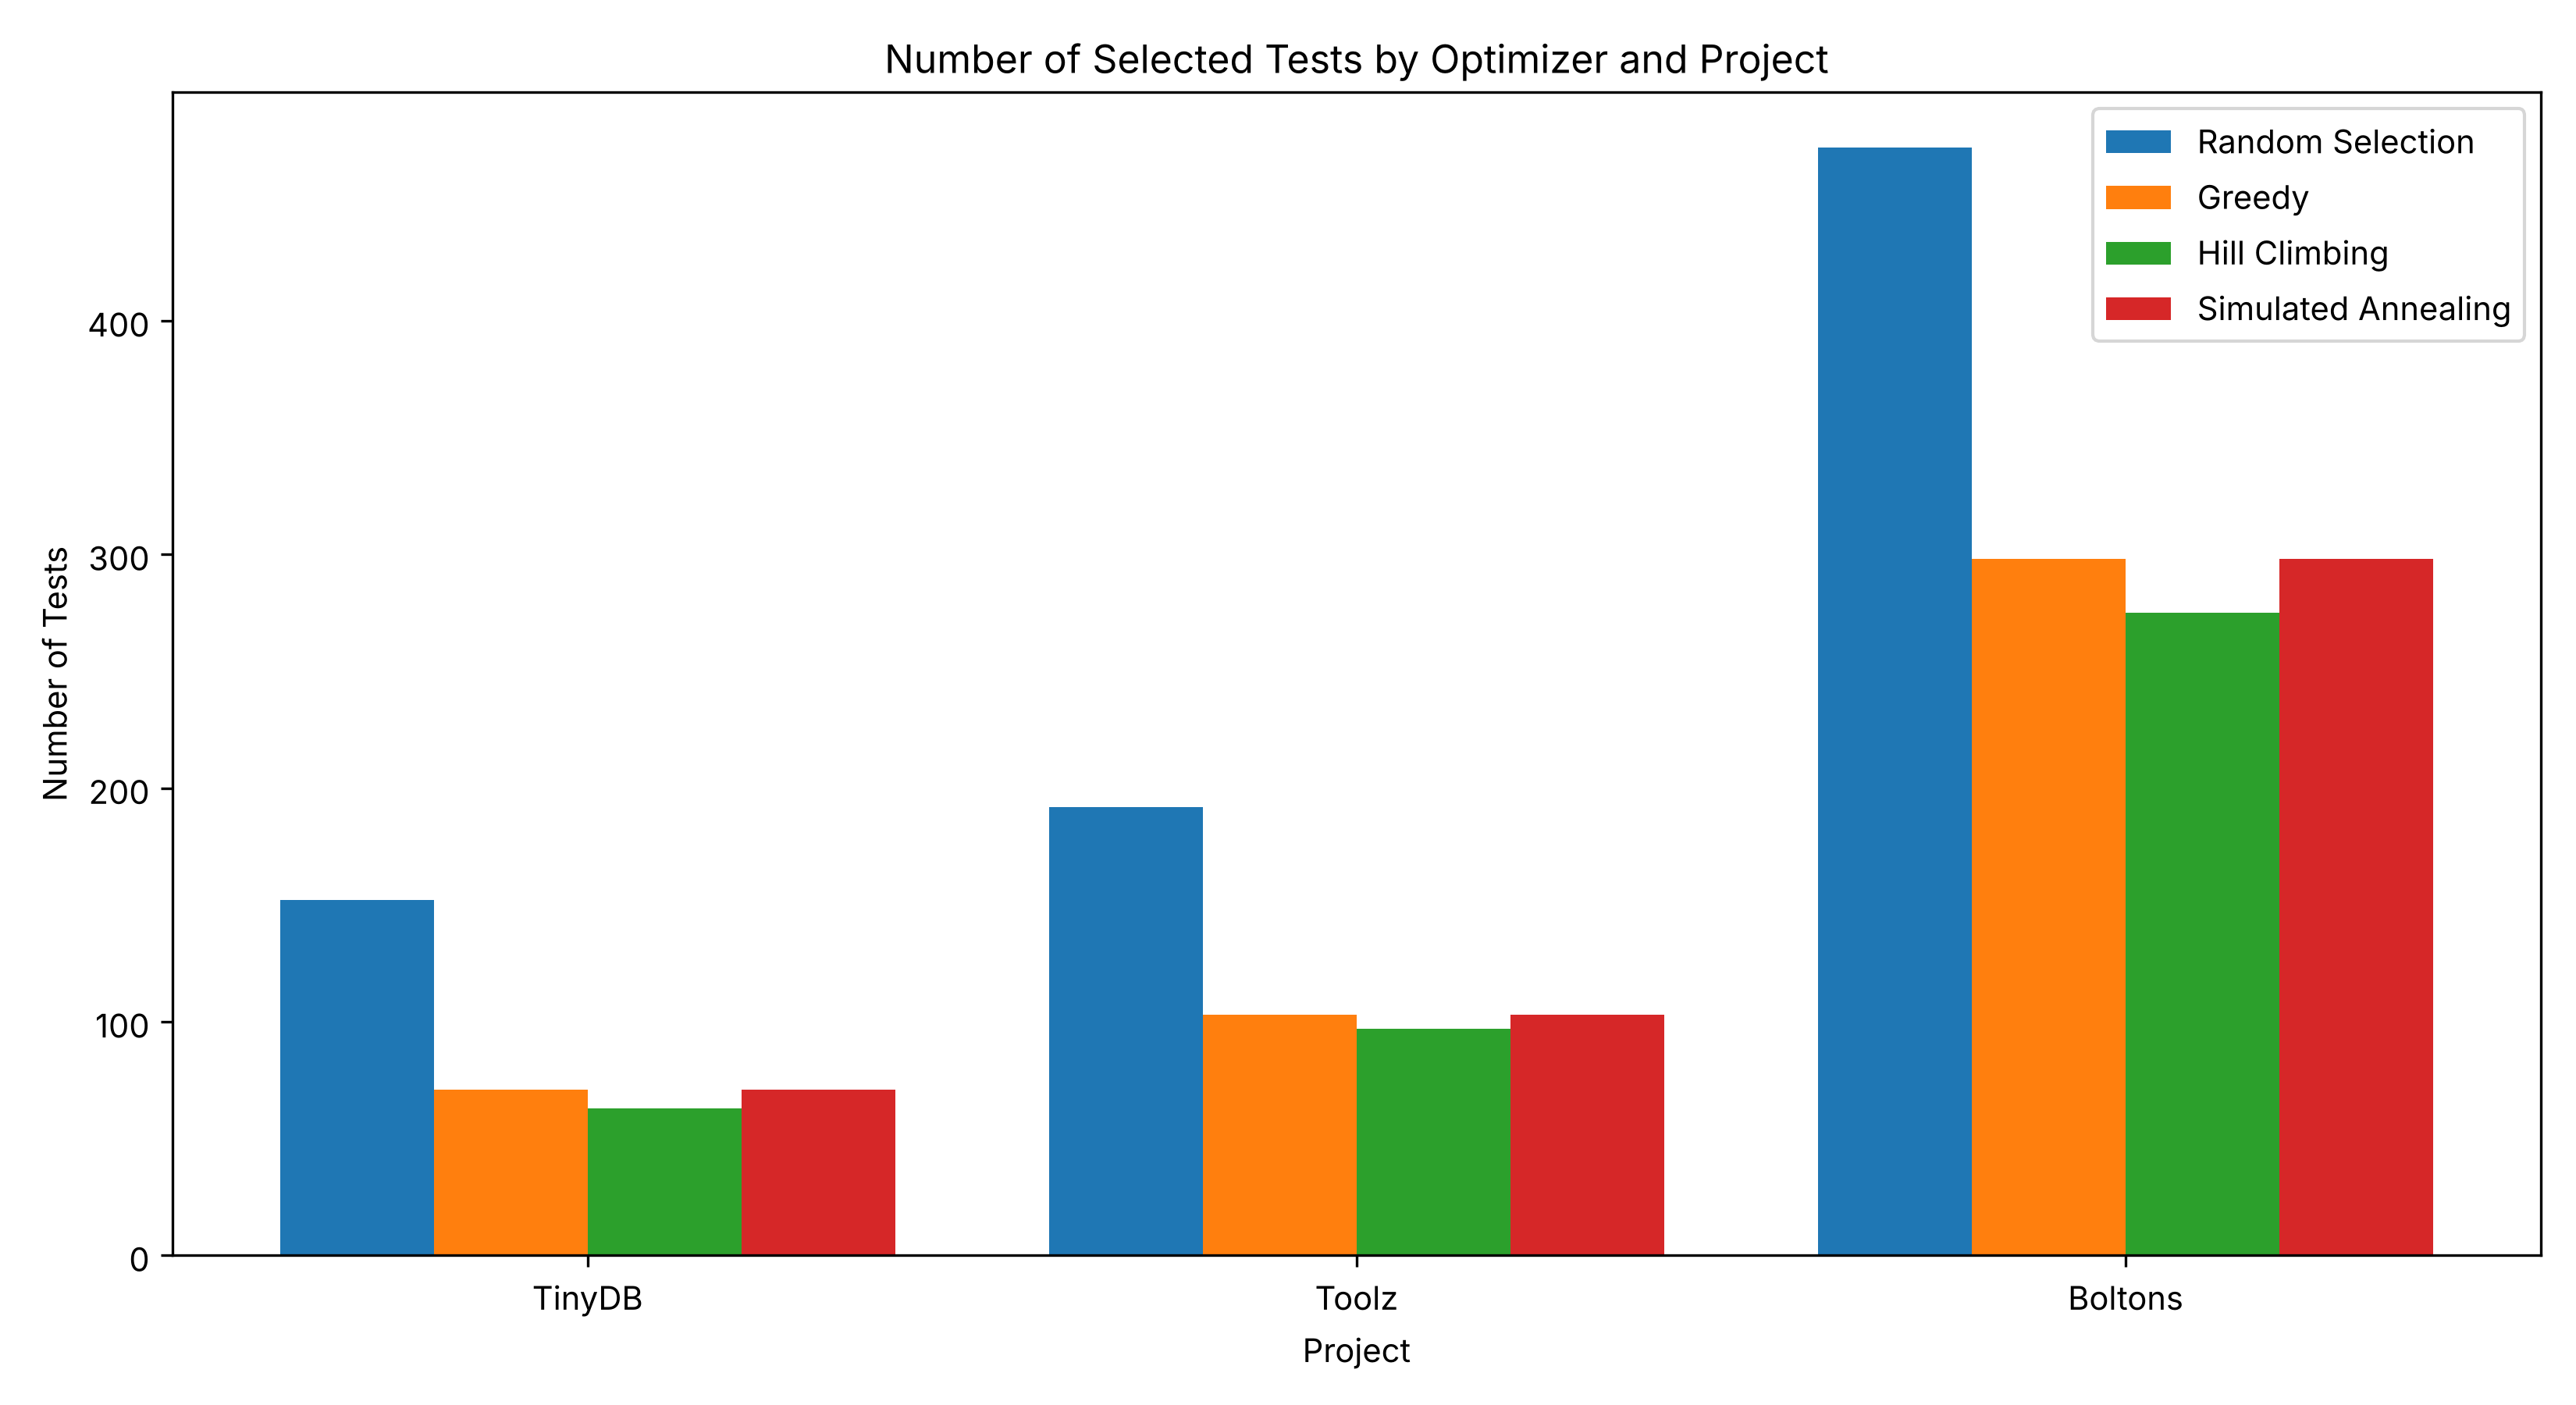 Number of Selected Tests by Optimizer and Project
Random Selection
Greedy
Hill Climbing
Simulated Annealing
Number of Tests
400
300
200
100
0
TinyDB
Toolz
Boltons
Project